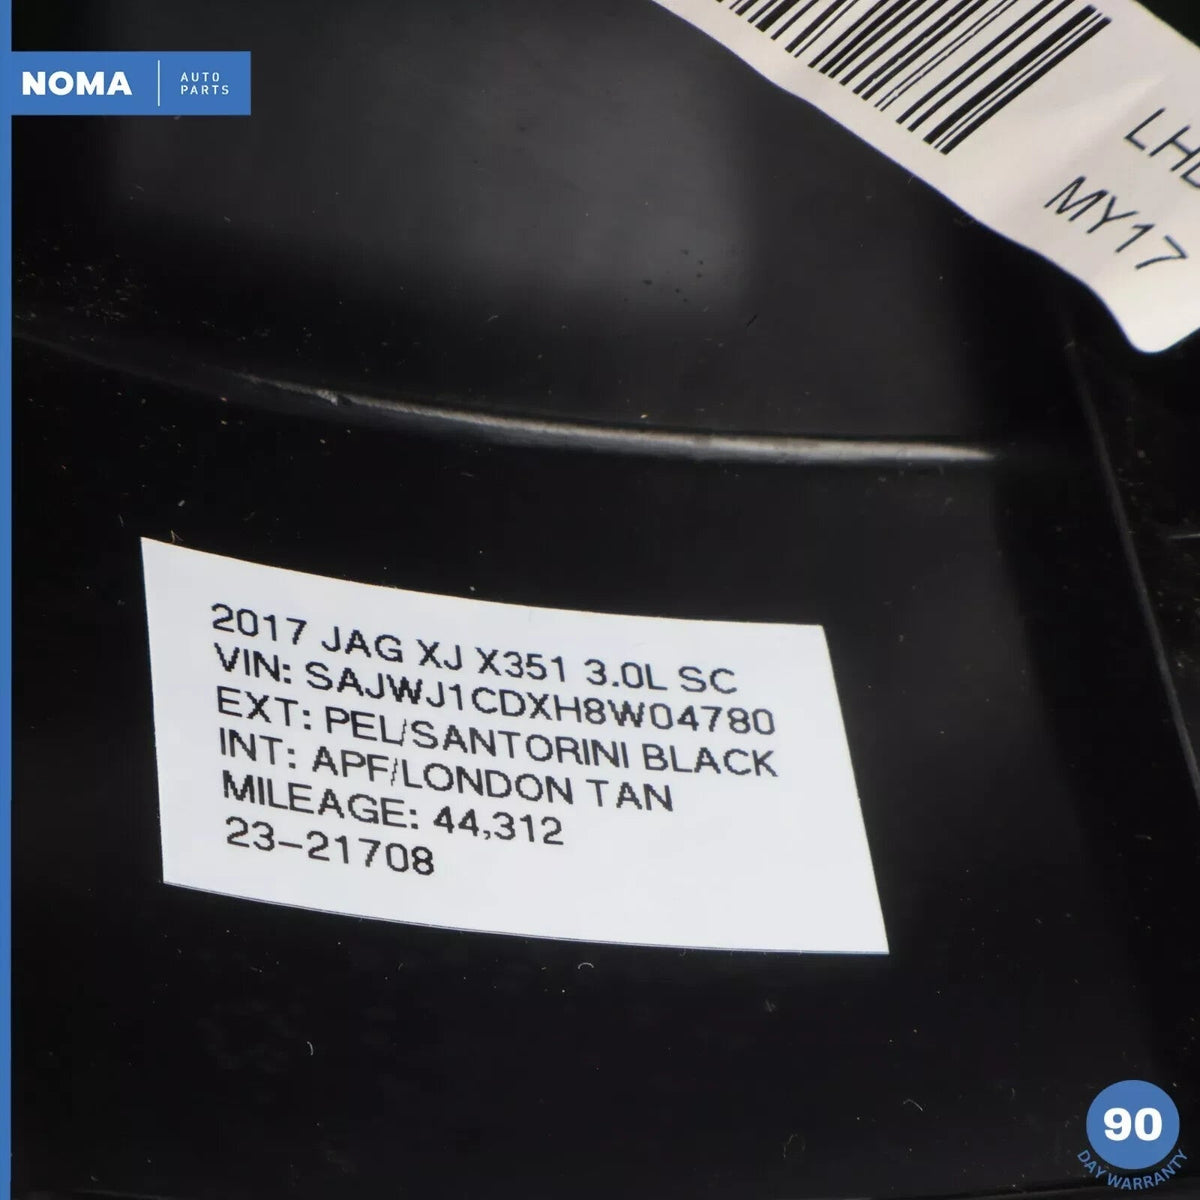 NOMA
AUTO
PARTS
MY17
2017 JAG XJ X351 3.0L SC
VIN: SAJWJ1CDXH8W04780
EXT: PEL/SANTORINI BLACK
INT: APF/LONDON TAN
MILEAGE: 44,312
23-21708
90
DAY WARRANTY